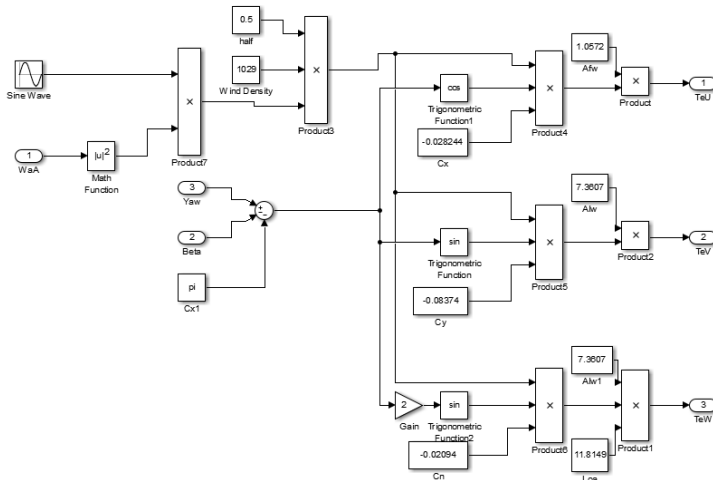 0.5
half
1029
Wind Density
×
Product3
Sine Wave
×
Product7
1
WaA
|u|²
Math
Function
3
Yaw
2
Beta
+
−
−
pi
Cx1
cos
Trigonometric
Function1
-0.028244
Cx
×
Product4
1.0572
Afw
×
Product
1
TeU
sin
Trigonometric
Function
-0.08374
Cy
×
Product5
7.3607
Alw
×
Product2
2
TeV
2
Gain
sin
Trigonometric
Function2
-0.02094
Cn
×
Product6
7.3607
Alw1
×
Product1
11.8149
3
TeW